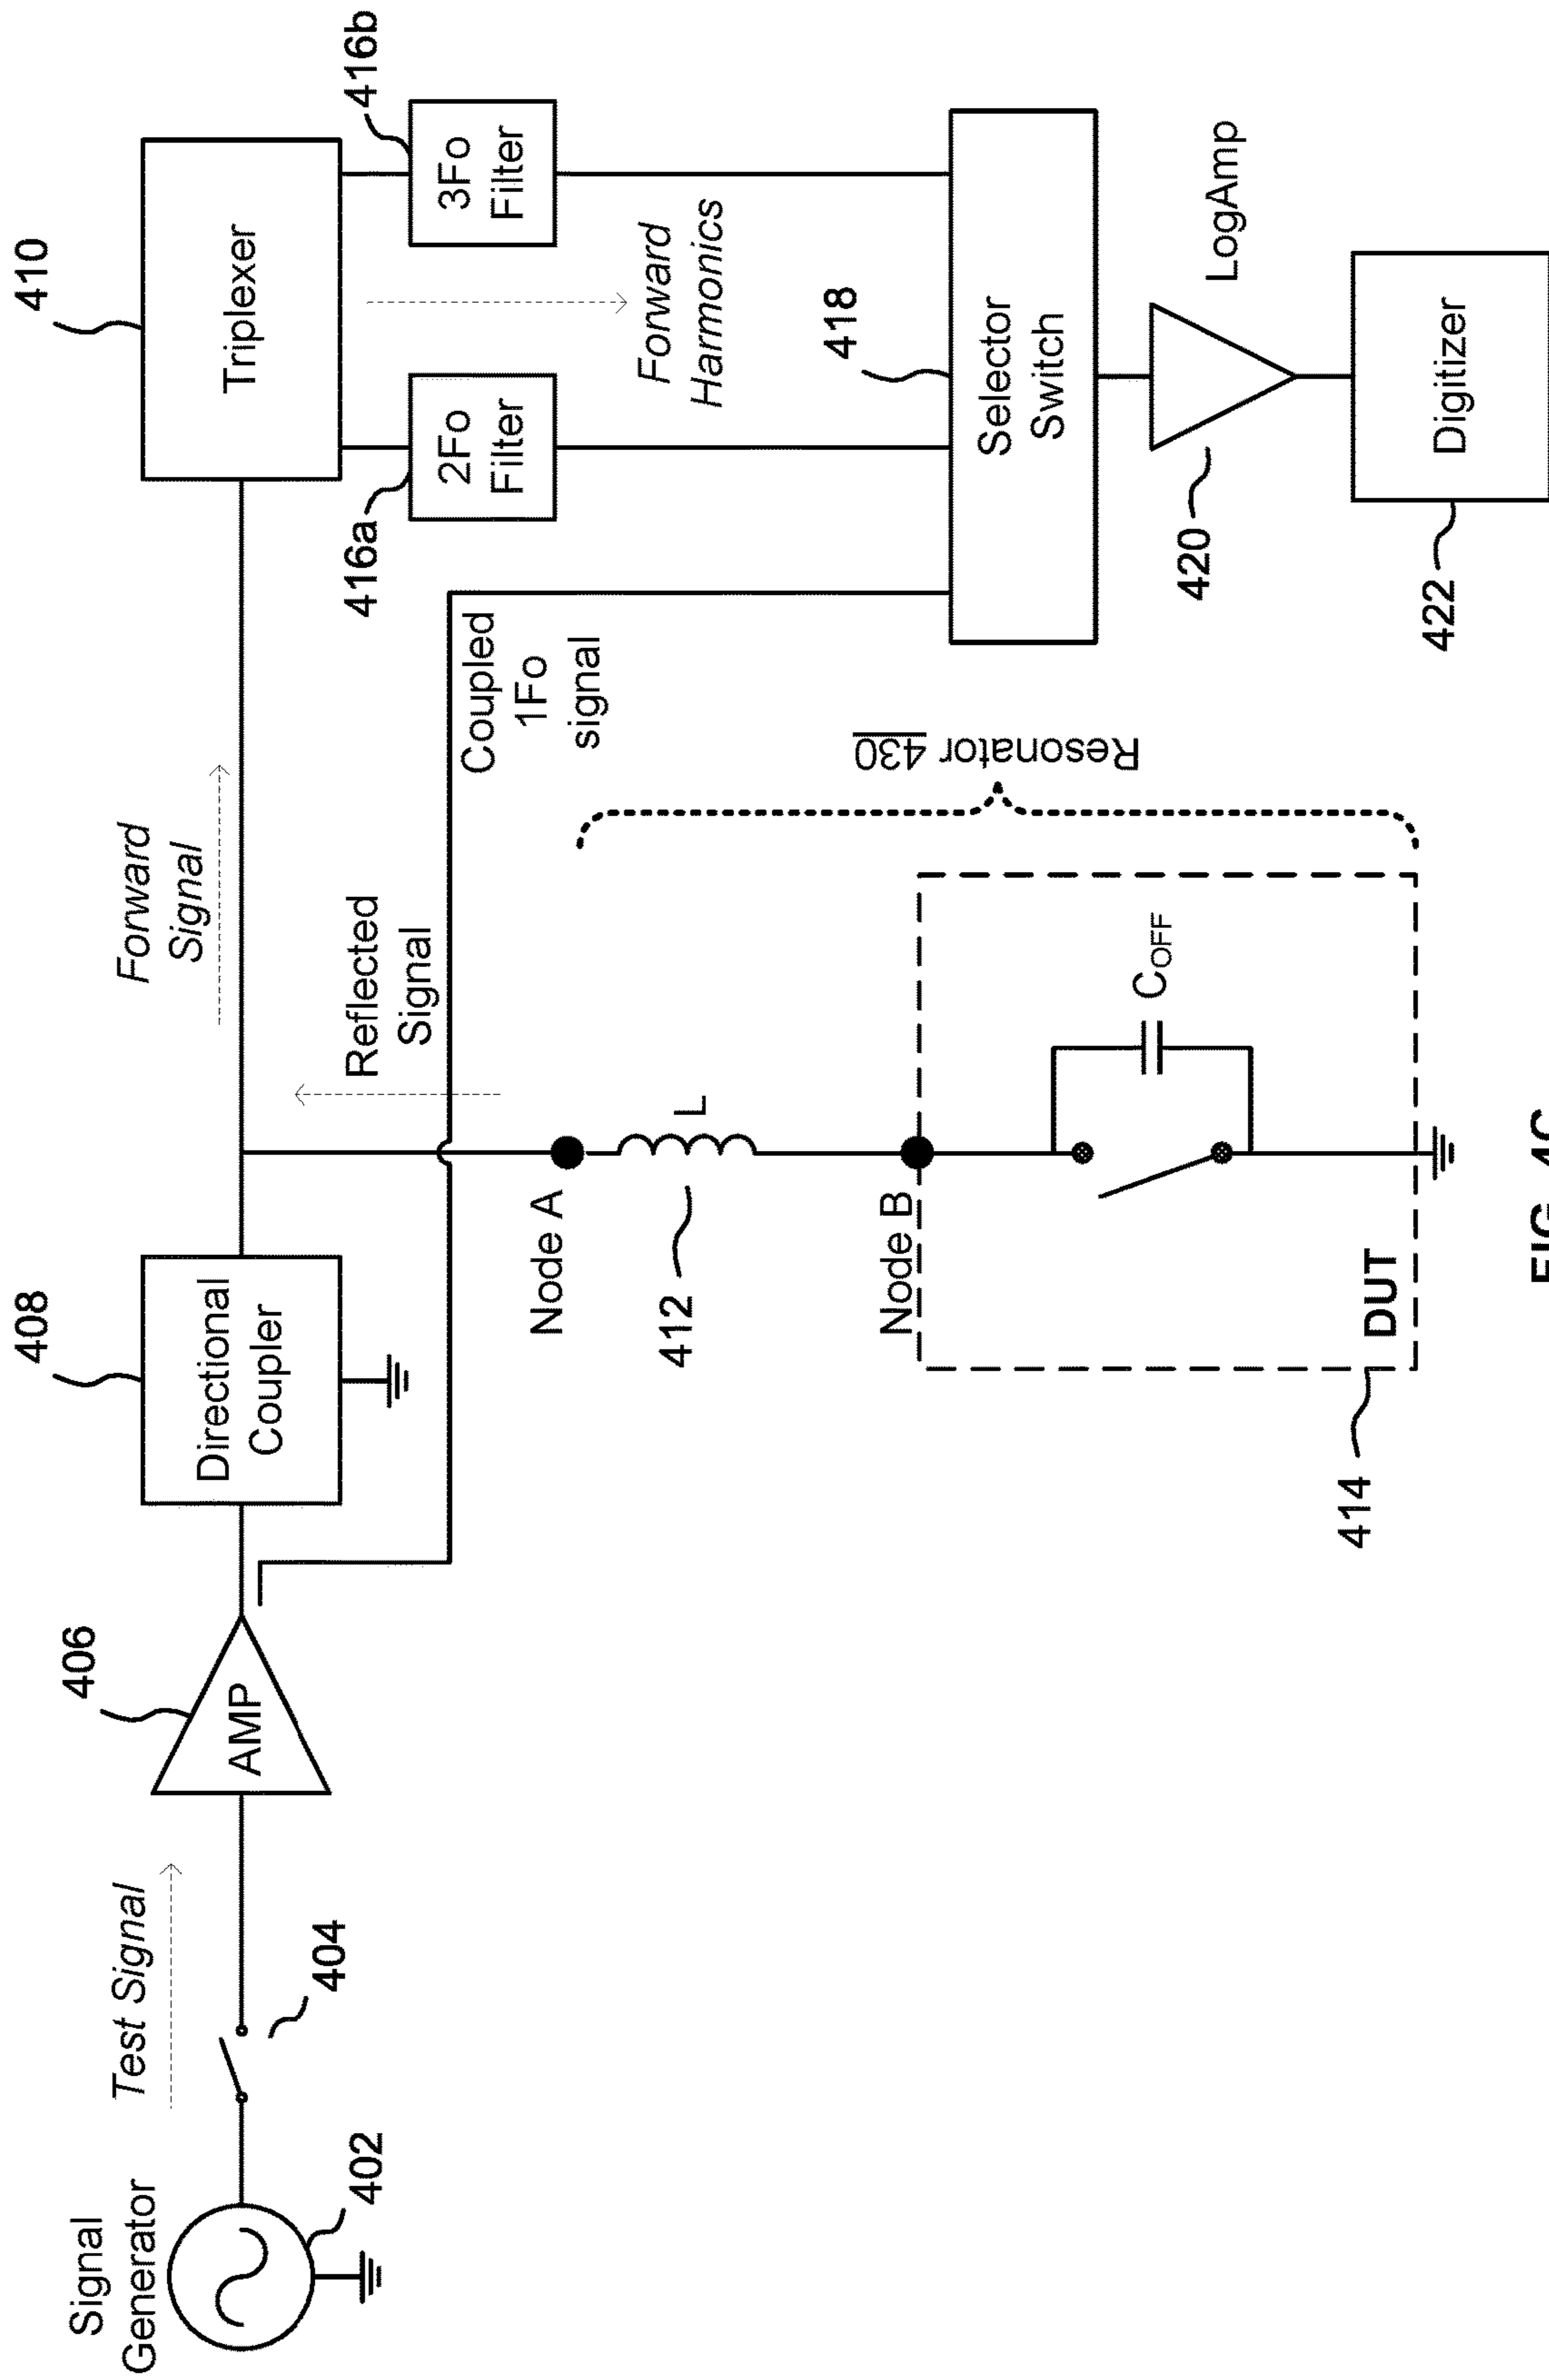 Signal
Generator
402
Test Signal
404
406
AMP
408
Directional
Coupler
Forward
Signal
410
Triplexer
416a
2Fo
Filter
416b
3Fo
Filter
Forward
Harmonics
Reflected
Signal
Coupled
1Fo
signal
Node A
412
L
Node B
Resonator 430
COFF
DUT
414
418
Selector
Switch
420
LogAmp
422
Digitizer
FIG. 4C